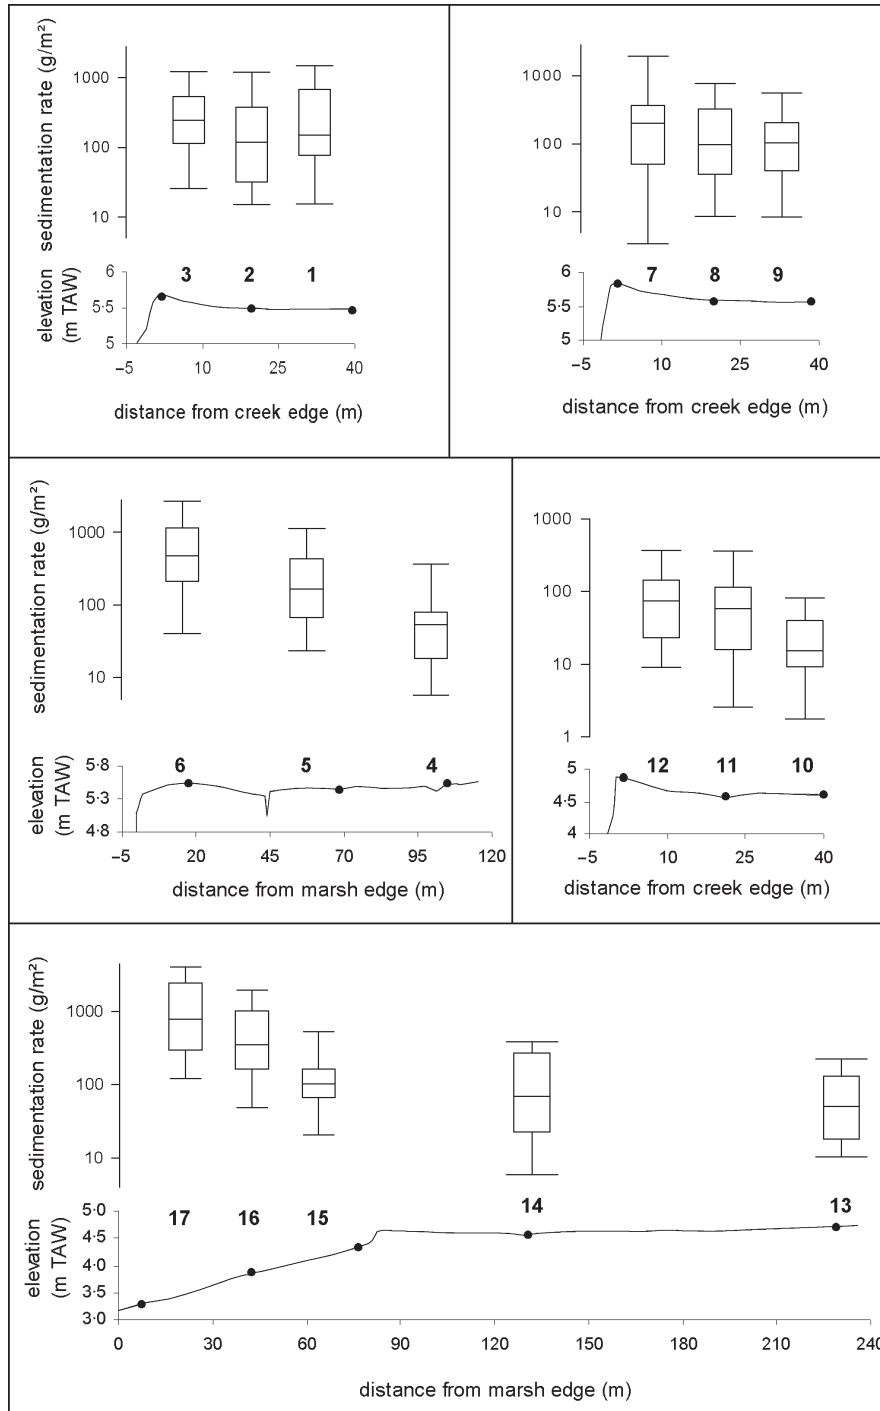 sedimentation rate (g/m²)
1000
100
10
elevation
(m TAW)
6
5·5
5
3 2 1
–5 10 25 40
distance from creek edge (m)
1000
100
10
6
5·5
5
7 8 9
–5 10 25 40
distance from creek edge (m)
sedimentation rate (g/m²)
1000
100
10
elevation
(m TAW)
5·8
5·3
4·8
6 5 4
–5 20 45 70 95 120
distance from marsh edge (m)
1000
100
10
1
5
4·5
4
12 11 10
–5 10 25 40
distance from creek edge (m)
sedimentation rate (g/m²)
1000
100
10
elevation
(m TAW)
5·0
4·5
4·0
3·5
3·0
17 16 15 14 13
0 30 60 90 120 150 180 210 240
distance from marsh edge (m)